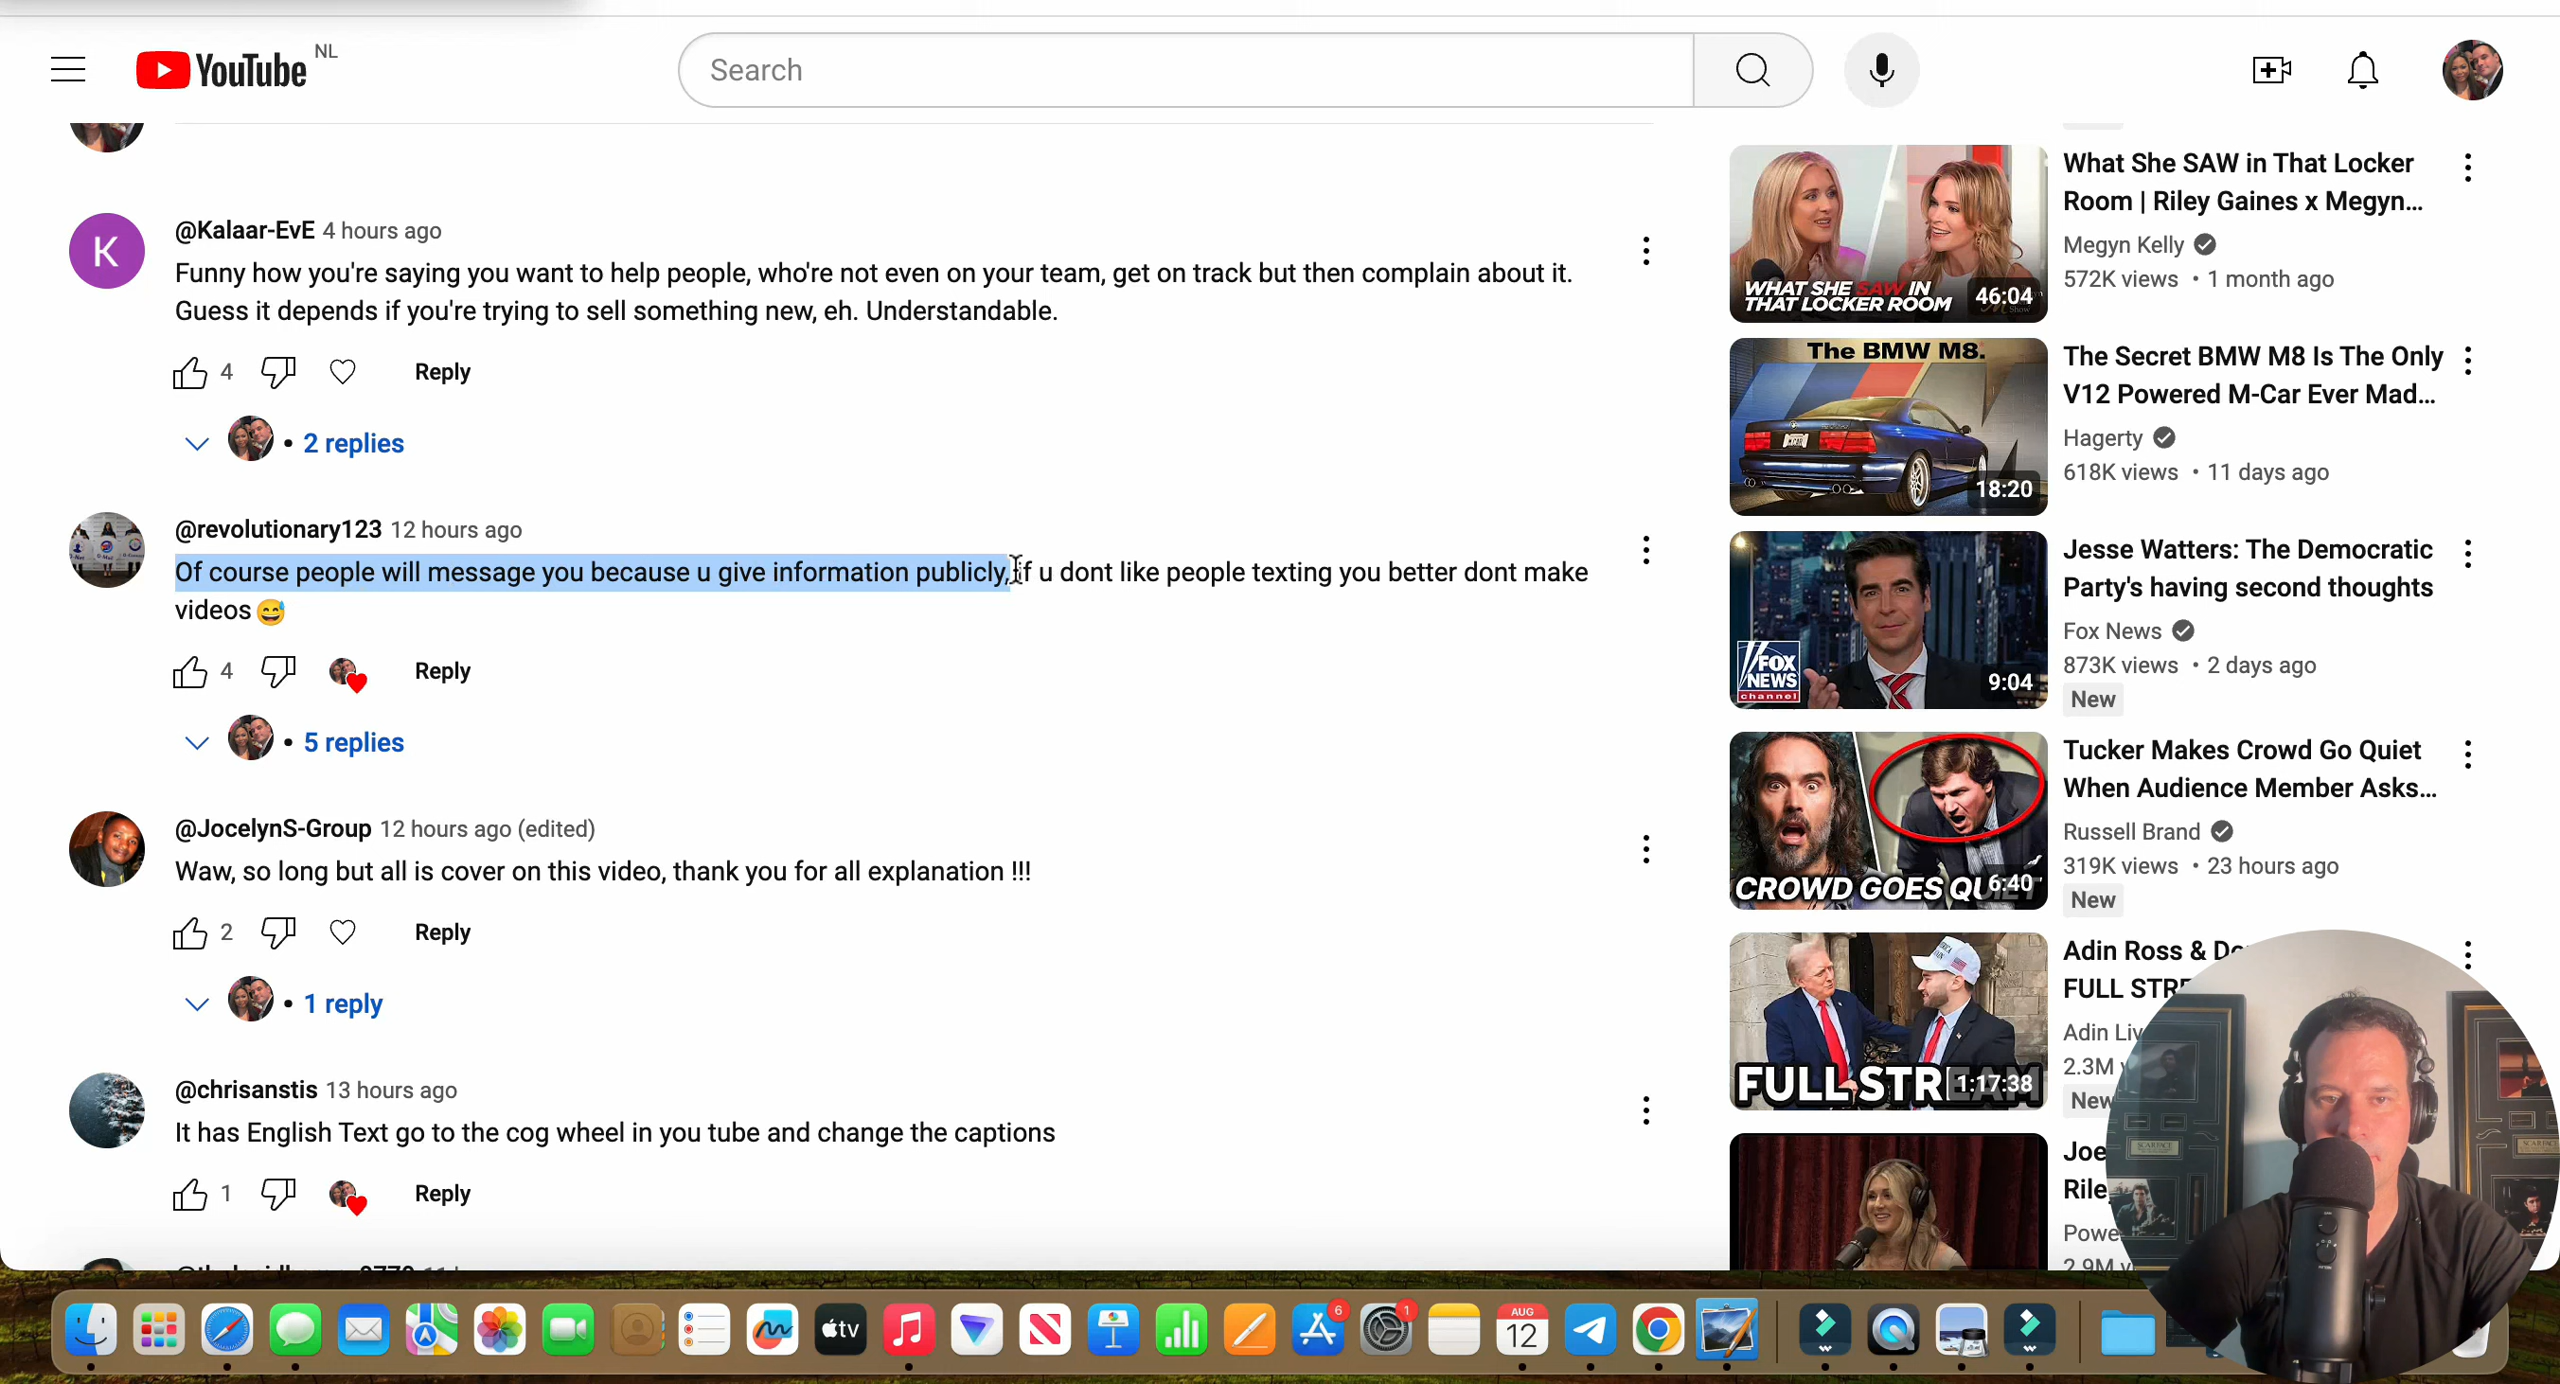 YouTube NL
Search
@Kalaar-EvE 4 hours ago
Funny how you're saying you want to help people, who're not even on your team, get on track but then complain about it.
Guess it depends if you're trying to sell something new, eh. Understandable.
4 Reply
• 2 replies
@revolutionary123 12 hours ago
Of course people will message you because u give information publicly, if u dont like people texting you better dont make
videos😅
4 Reply
• 5 replies
@JocelynS-Group 12 hours ago (edited)
Waw, so long but all is cover on this video, thank you for all explanation !!!
2 Reply
• 1 reply
@chrisanstis 13 hours ago
It has English Text go to the cog wheel in you tube and change the captions
1 Reply
K
WHAT SHE SAW IN
THAT LOCKER ROOM
46:04
What She SAW in That Locker
Room | Riley Gaines x Megyn...
Megyn Kelly
572K views • 1 month ago
The BMW M8.
18:20
The Secret BMW M8 Is The Only
V12 Powered M-Car Ever Mad...
Hagerty
618K views • 11 days ago
FOX
NEWS
channel
9:04
Jesse Watters: The Democratic
Party's having second thoughts
Fox News
873K views • 2 days ago
New
CROWD GOES QUIET
6:40
Tucker Makes Crowd Go Quiet
When Audience Member Asks...
Russell Brand
319K views • 23 hours ago
New
FULL STREAM
1:17:38
Adin Ross &
FULL
Adin
2.3M
New
Joe
Powe
2.9M
SCARFACE
tv
6
1
AUG
12